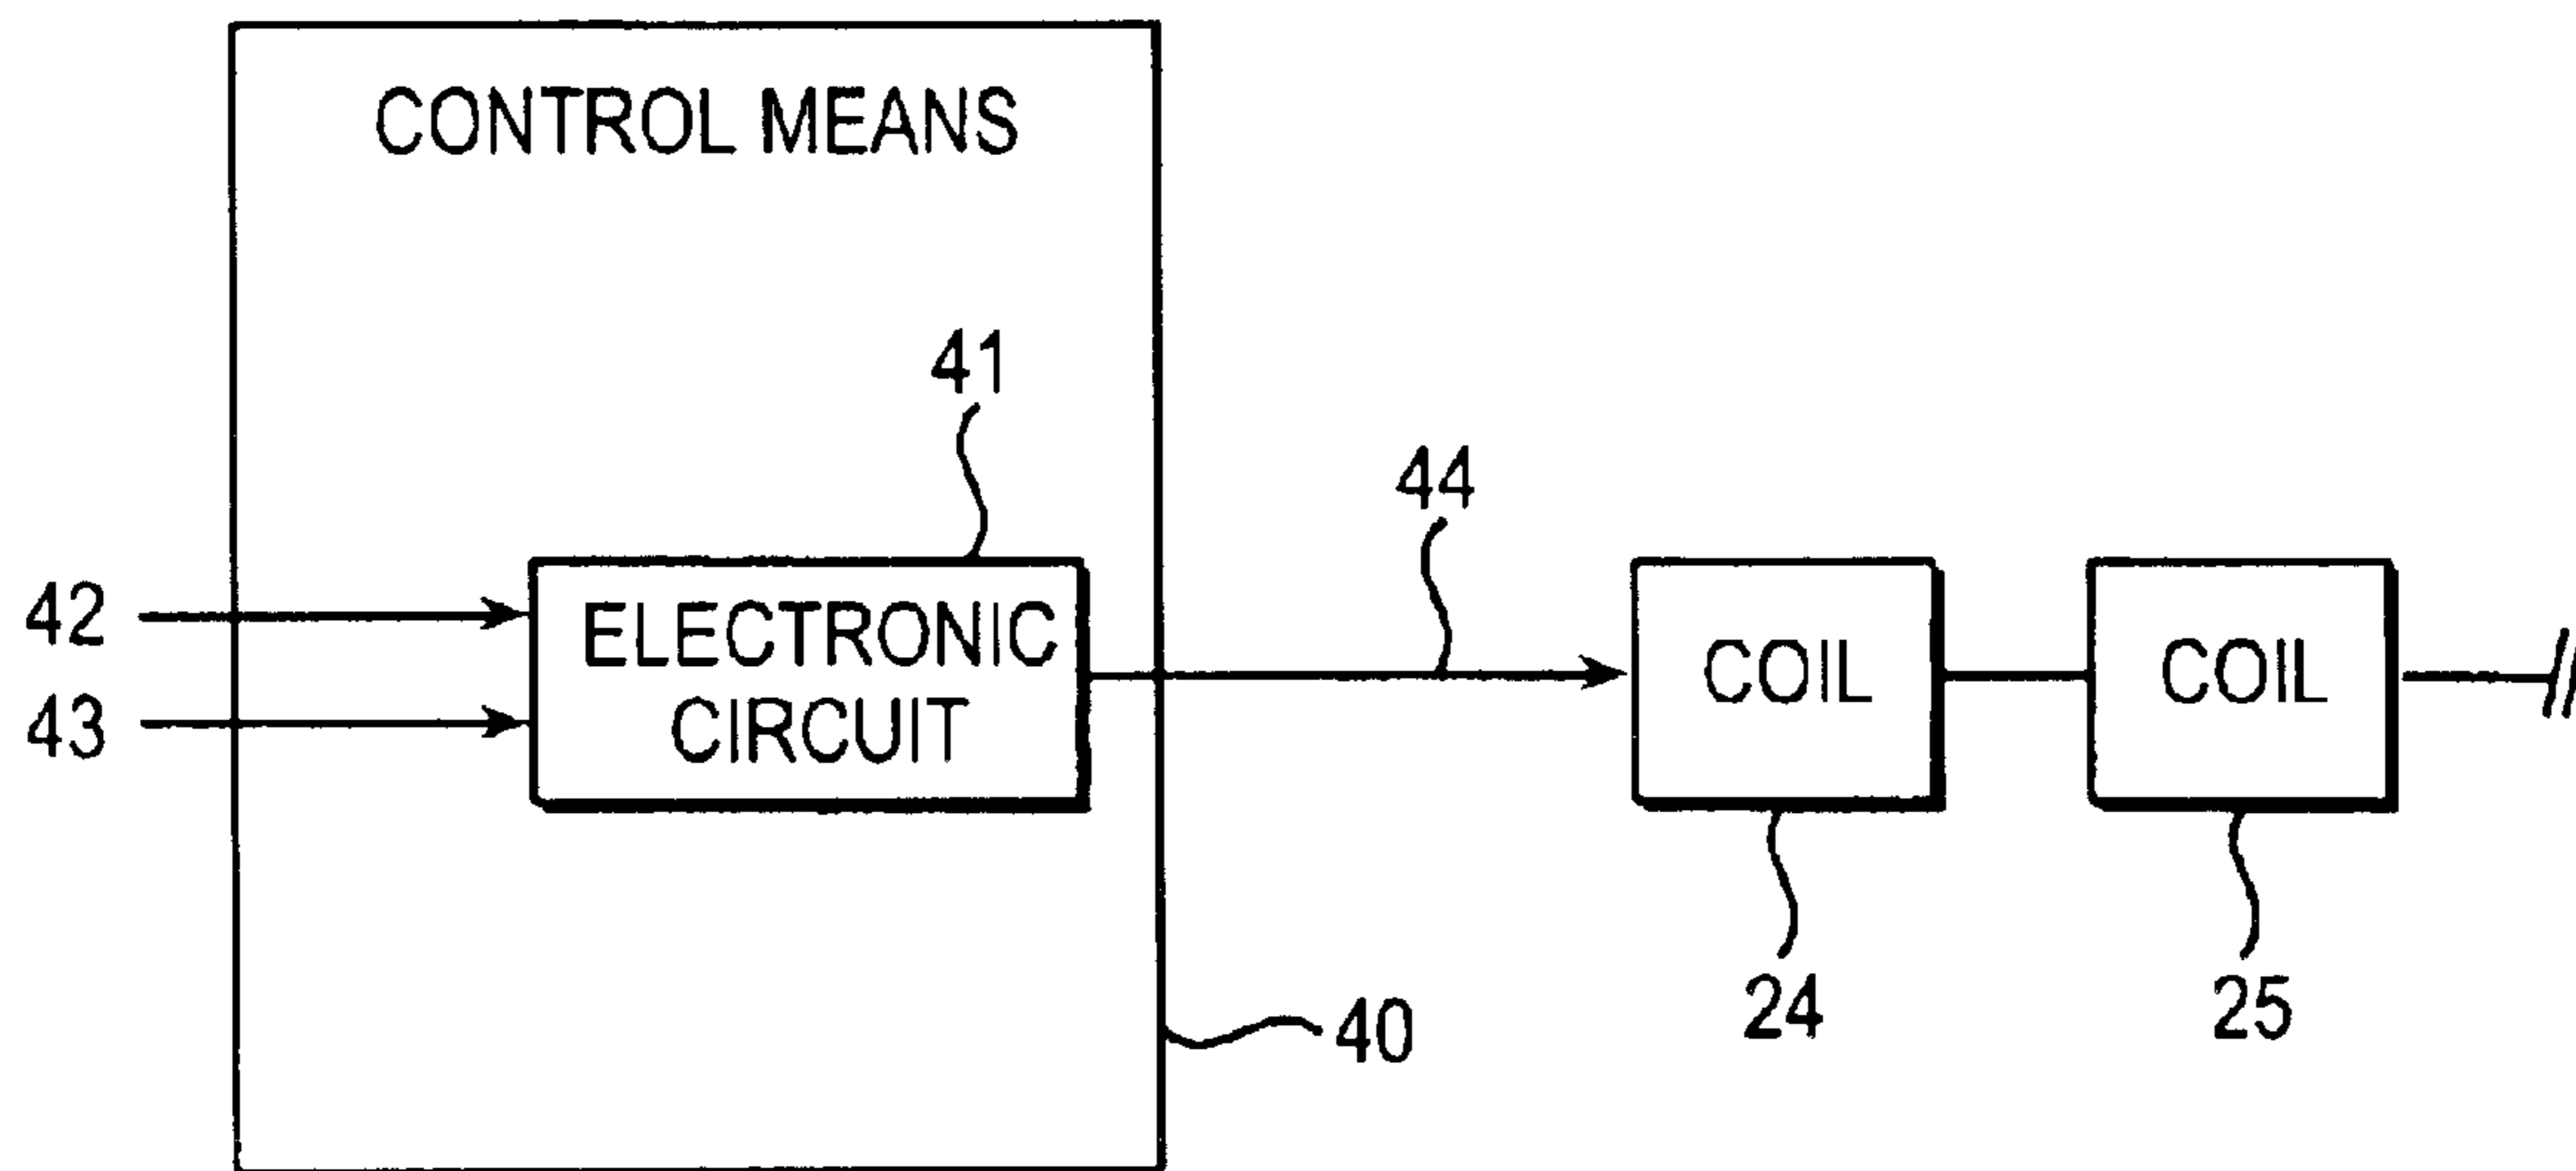 CONTROL MEANS
41
44
42
43
ELECTRONIC
CIRCUIT
COIL
COIL
24
25
40